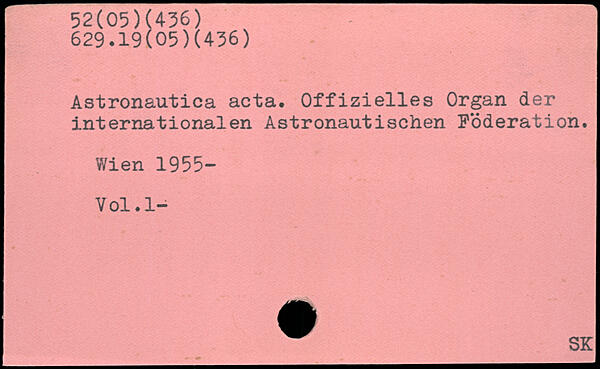 52(05)(436)
629.19(05)(436)
Astronautica acta. Offizielles Organ der
internationalen Astronautischen Föderation.
Wien 1955-
Vol.1-
SK